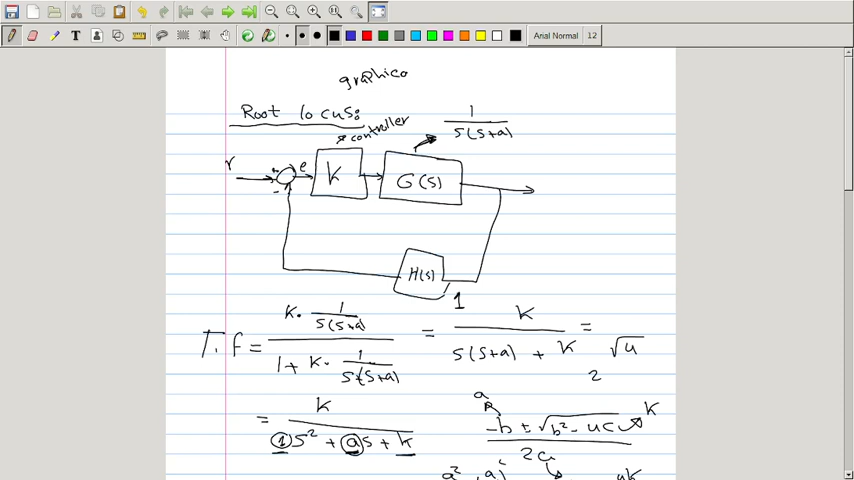 Arial Normal 12
graphico
Root locus:
controller
1
s(s+a)
r + - e K G(s)
H(s)
1
T.f = K. 1/s(s+a) / 1 + K. 1/s(s+a) = K / s(s+a) + K =
√4
2
= K / 1s² + as + k
a K
-b ± √b² - 4c
2a